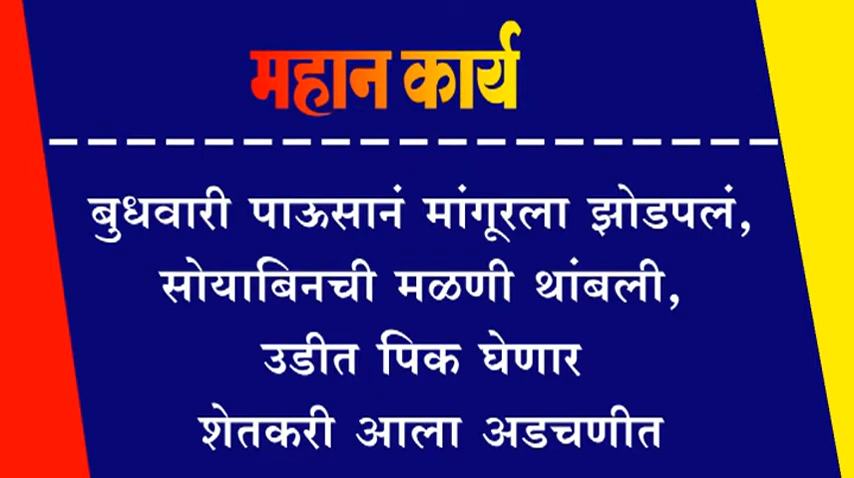 महान कार्य
बुधवारी पाऊसानं मांगूरला झोडपलं,
सोयाबिनची मळणी थांबली,
उडीत पिक घेणार
शेतकरी आला अडचणीत